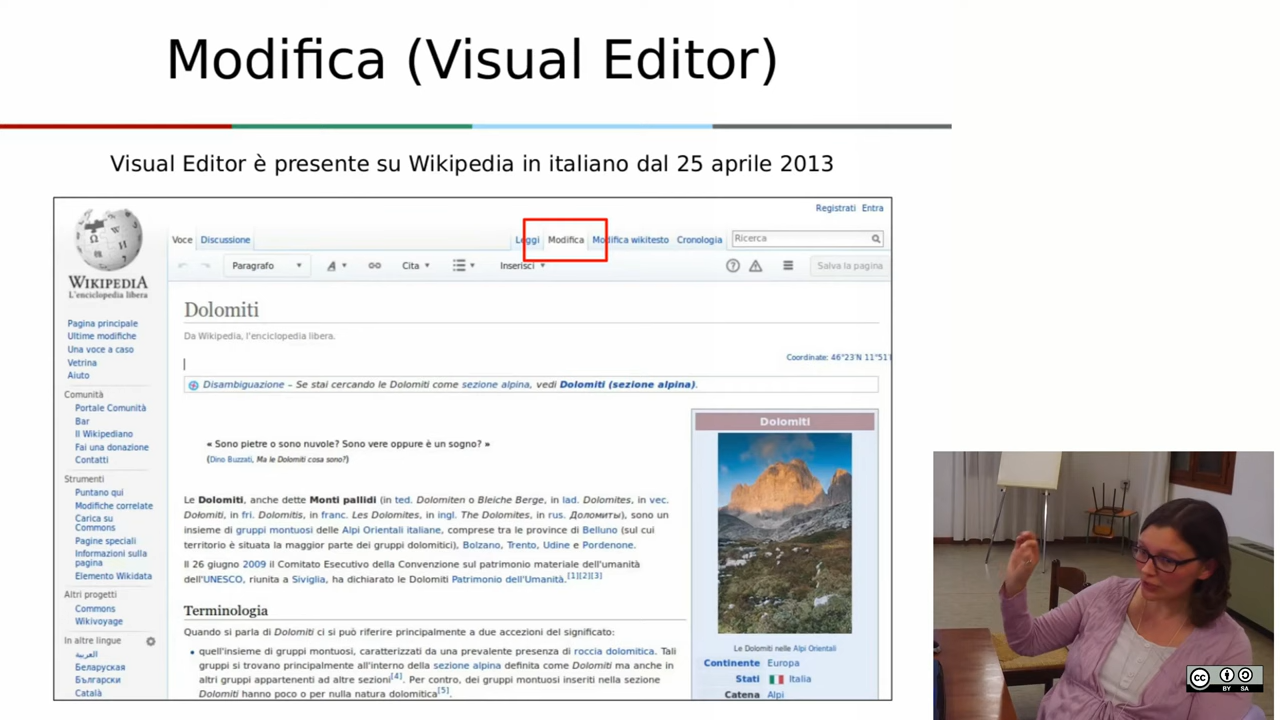 Modifica (Visual Editor)
Visual Editor è presente su Wikipedia in italiano dal 25 aprile 2013
Registrati Entra
Voce Discussione Leggi Modifica Modifica wikitesto Cronologia Ricerca
Paragrafo A Cita Inserisci Salva la pagina
WIKIPEDIA
L'enciclopedia libera
Pagina principale
Ultime modifiche
Una voce a caso
Vetrina
Aiuto
Comunità
Portale Comunità
Bar
Il Wikipediano
Fai una donazione
Contatti
Strumenti
Puntano qui
Modifiche correlate
Carica su
Commons
Pagine speciali
Informazioni sulla
pagina
Elemento Wikidata
Altri progetti
Commons
Wikivoyage
In altre lingue
العربية
Беларуская
Български
Català
Dolomiti
Da Wikipedia, l'enciclopedia libera.
Coordinate: 46°23′N 11°51′
Disambiguazione – Se stai cercando le Dolomiti come sezione alpina, vedi Dolomiti (sezione alpina).
« Sono pietre o sono nuvole? Sono vere oppure è un sogno? »
(Dino Buzzati, Ma le Dolomiti cosa sono?)
Le Dolomiti, anche dette Monti pallidi (in ted. Dolomiten o Bleiche Berge, in lad. Dolomites, in vec.
Dolomiti, in fri. Dolomitis, in franc. Les Dolomites, in ingl. The Dolomites, in rus. Доломиты), sono un
insieme di gruppi montuosi delle Alpi Orientali italiane, comprese tra le province di Belluno (sul cui
territorio è situata la maggior parte dei gruppi dolomitici), Bolzano, Trento, Udine e Pordenone.
Il 26 giugno 2009 il Comitato Esecutivo della Convenzione sul patrimonio materiale dell'umanità
dell'UNESCO, riunita a Siviglia, ha dichiarato le Dolomiti Patrimonio dell'Umanità.[1][2][3]
Terminologia
Quando si parla di Dolomiti ci si può riferire principalmente a due accezioni del significato:
• quell'insieme di gruppi montuosi, caratterizzati da una prevalente presenza di roccia dolomitica. Tali
gruppi si trovano principalmente all'interno della sezione alpina definita come Dolomiti ma anche in
altri gruppi appartenenti ad altre sezioni[4]. Per contro, dei gruppi montuosi inseriti nella sezione
Dolomiti hanno poco o per nulla natura dolomitica[5].
Dolomiti
Le Dolomiti nelle Alpi Orientali
Continente Europa
Stati Italia
Catena Alpi
cc BY SA